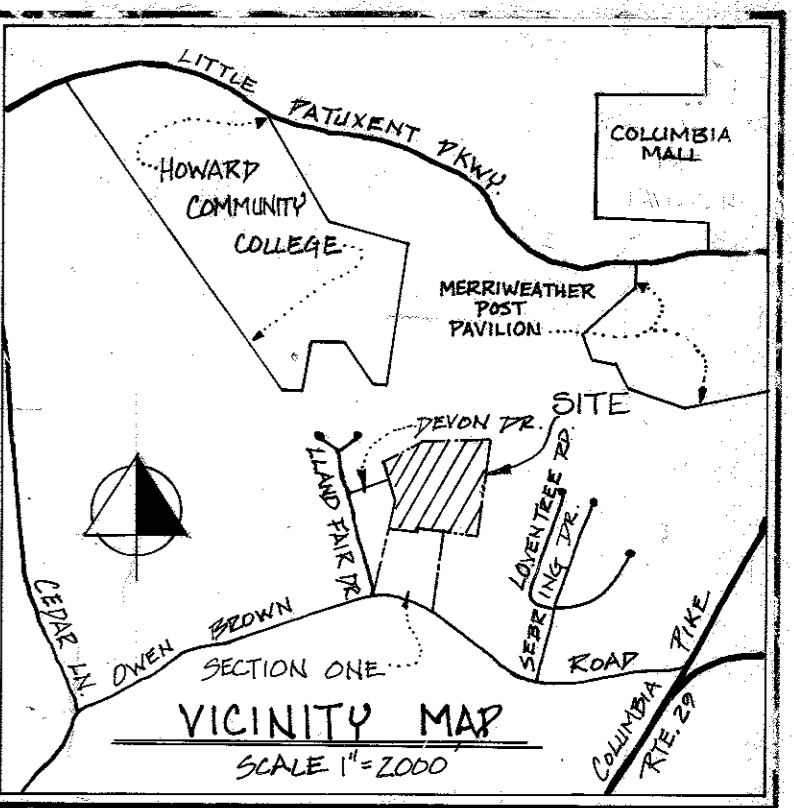 LITTLE PATUXENT PKWY.
COLUMBIA
MALL
HOWARD
COMMUNITY
COLLEGE
MERRIWEATHER
POST
PAVILION
SITE
DEVON DR.
LLAND FAIR DR
LOVENTREE RD.
SEBRING DR.
CEDAR LN.
OWEN BROWN ROAD
SECTION ONE
COLUMBIA PIKE
RTE. 29
VICINITY MAP
SCALE 1"=2000